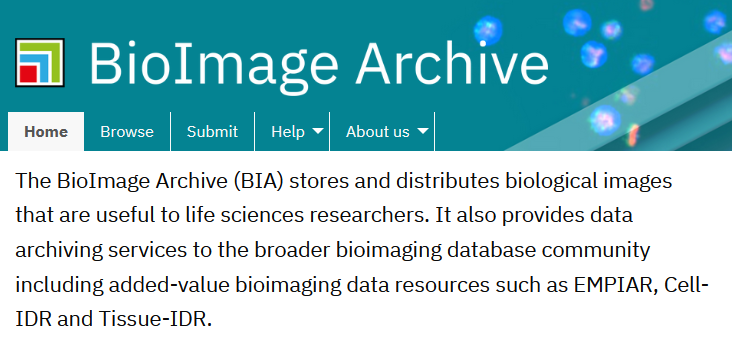 BioImage Archive
Home Browse Submit Help About us
The BioImage Archive (BIA) stores and distributes biological images
that are useful to life sciences researchers. It also provides data
archiving services to the broader bioimaging database community
including added-value bioimaging data resources such as EMPIAR, Cell-
IDR and Tissue-IDR.